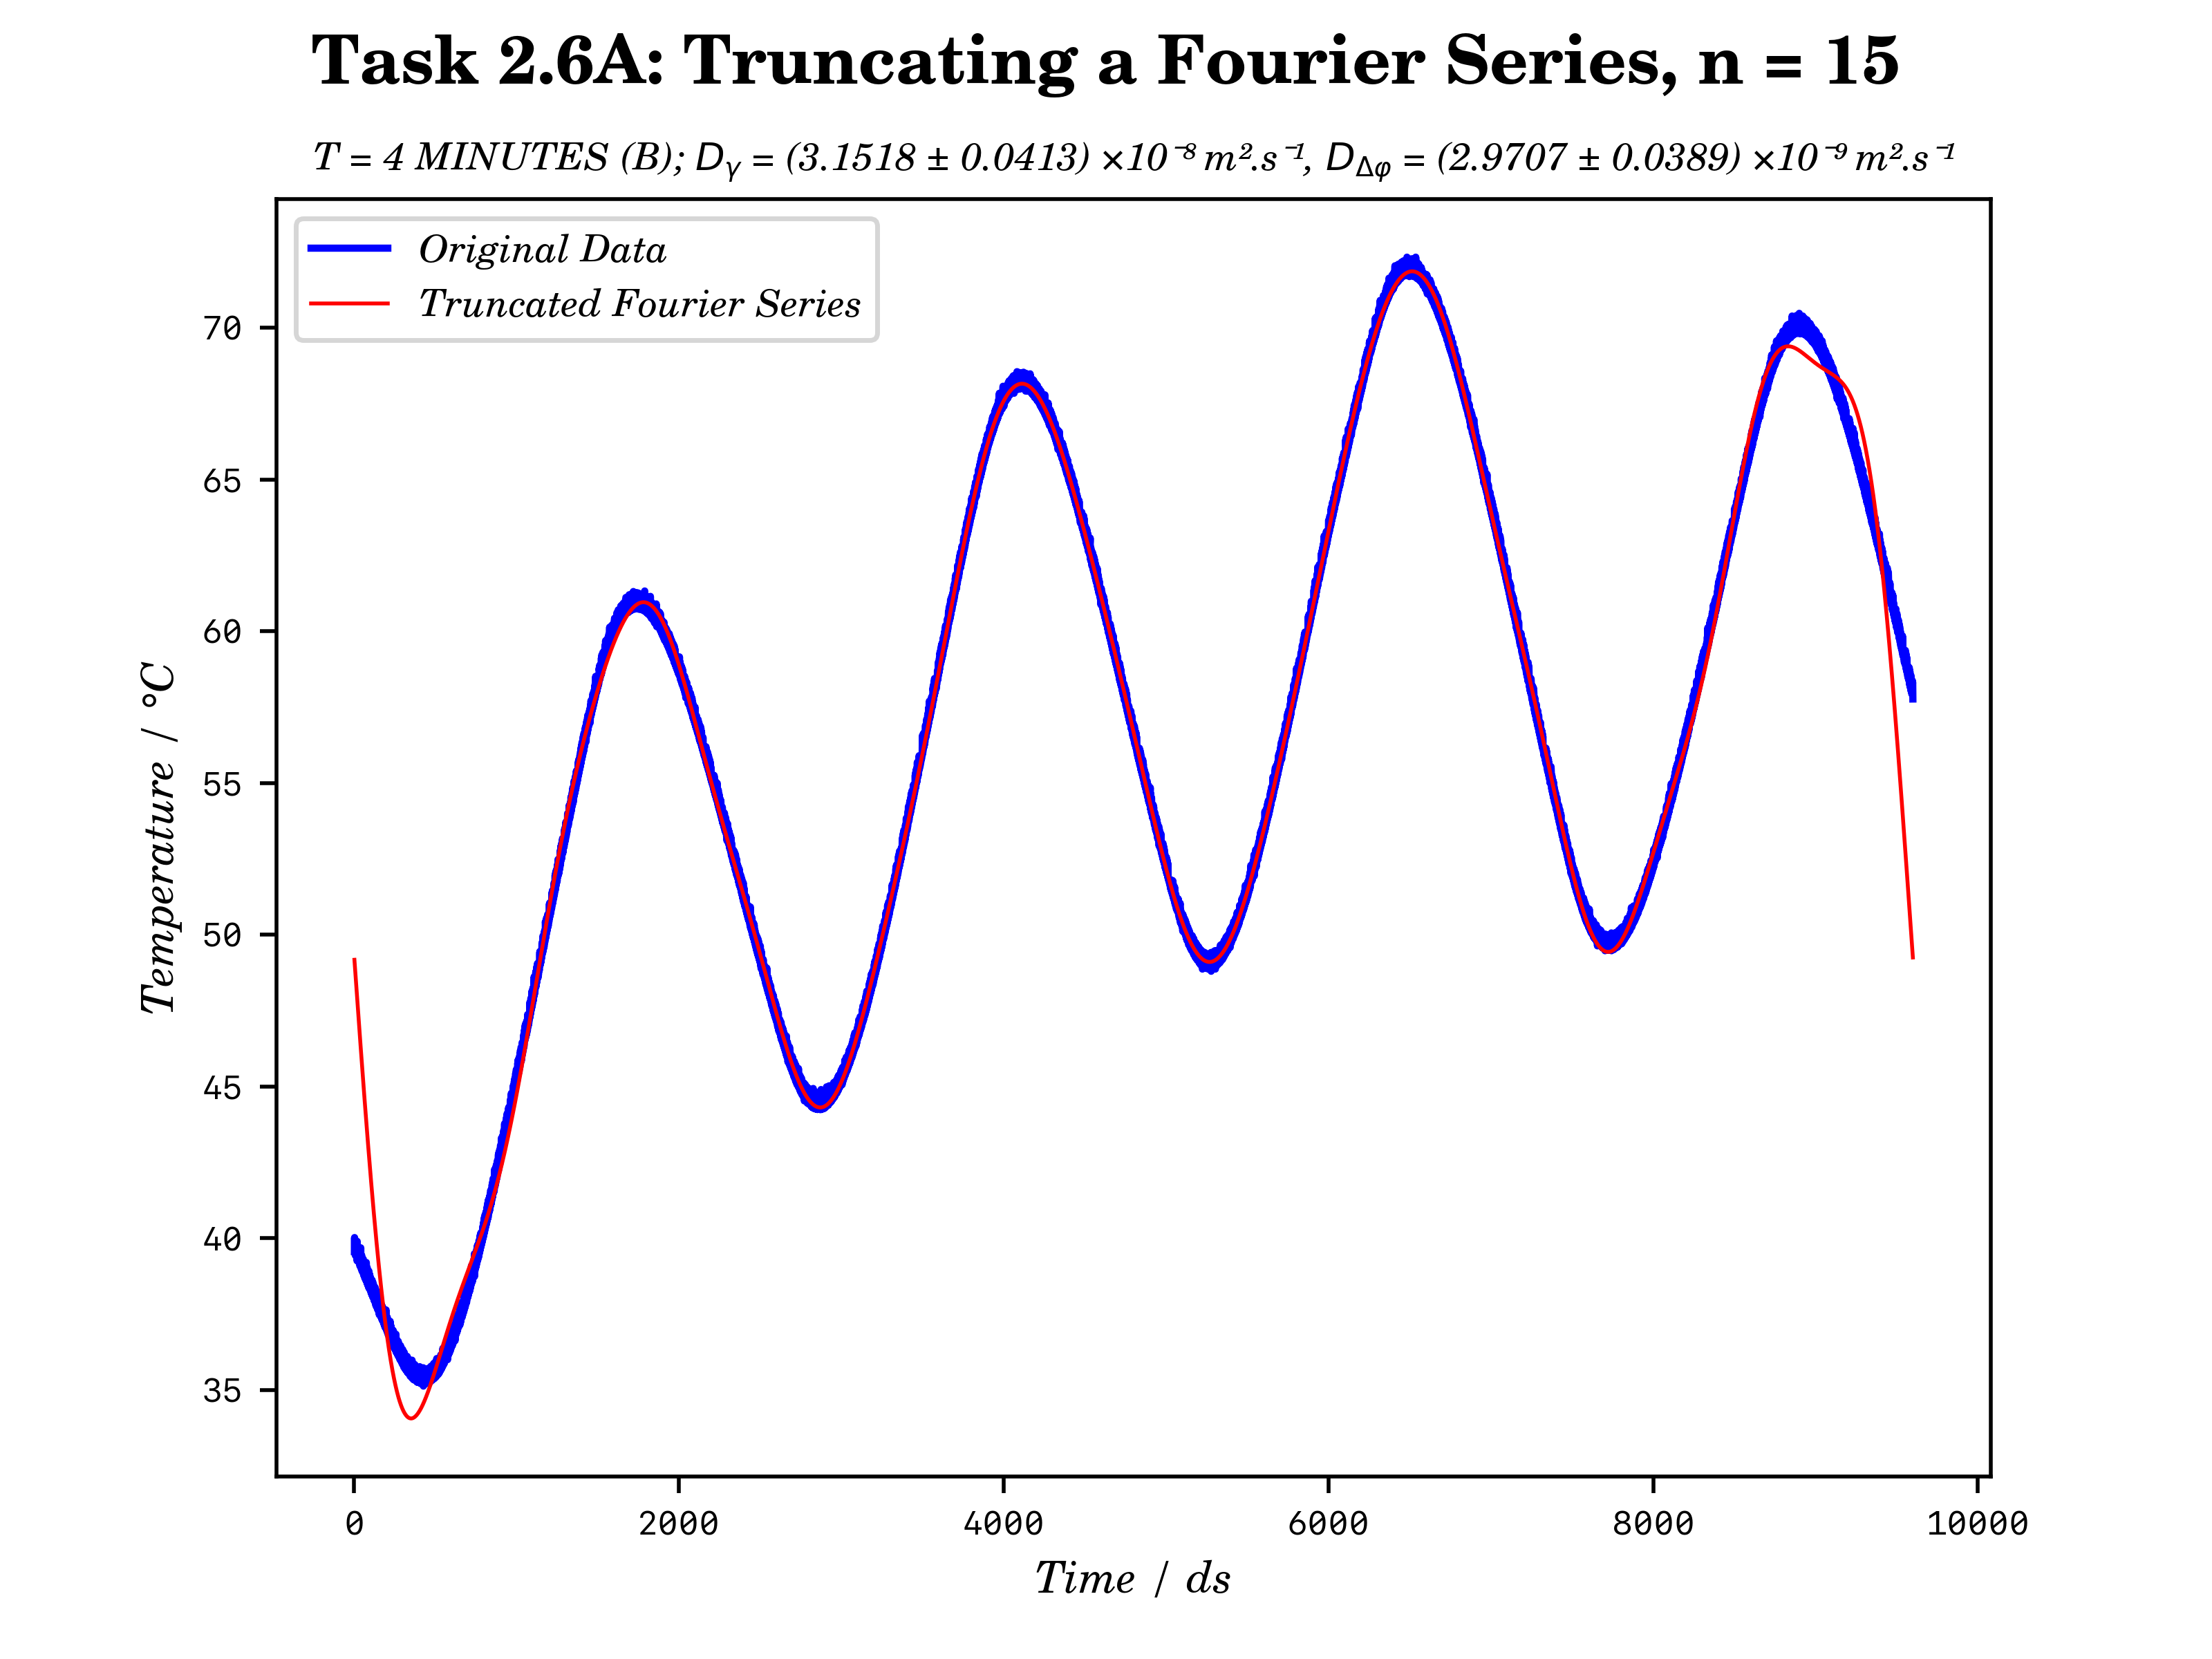 Task 2.6A: Truncating a Fourier Series, n = 15
T = 4 MINUTES (B); Dᵧ = (3.1518 ± 0.0413) ×10⁻⁸ m².s⁻¹, D_Δφ = (2.9707 ± 0.0389) ×10⁻⁹ m².s⁻¹
Original Data
Truncated Fourier Series
70
65
60
55
50
45
40
35
Temperature / °C
0 2000 4000 6000 8000 10000
Time / ds